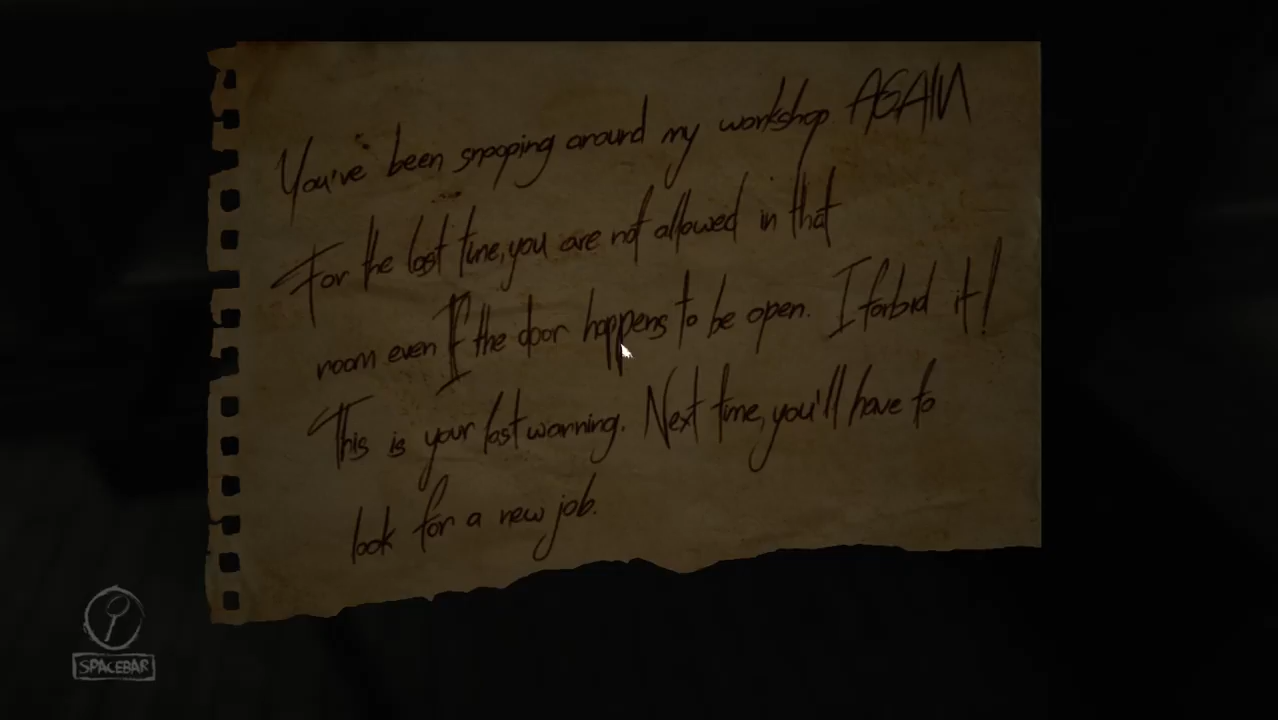 You've been snooping around my workshop AGAIN
For the last time, you are not allowed in that
room even If the door happens to be open. I forbid it!
This is your last warning. Next time, you'll have to
look for a new job.
SPACEBAR